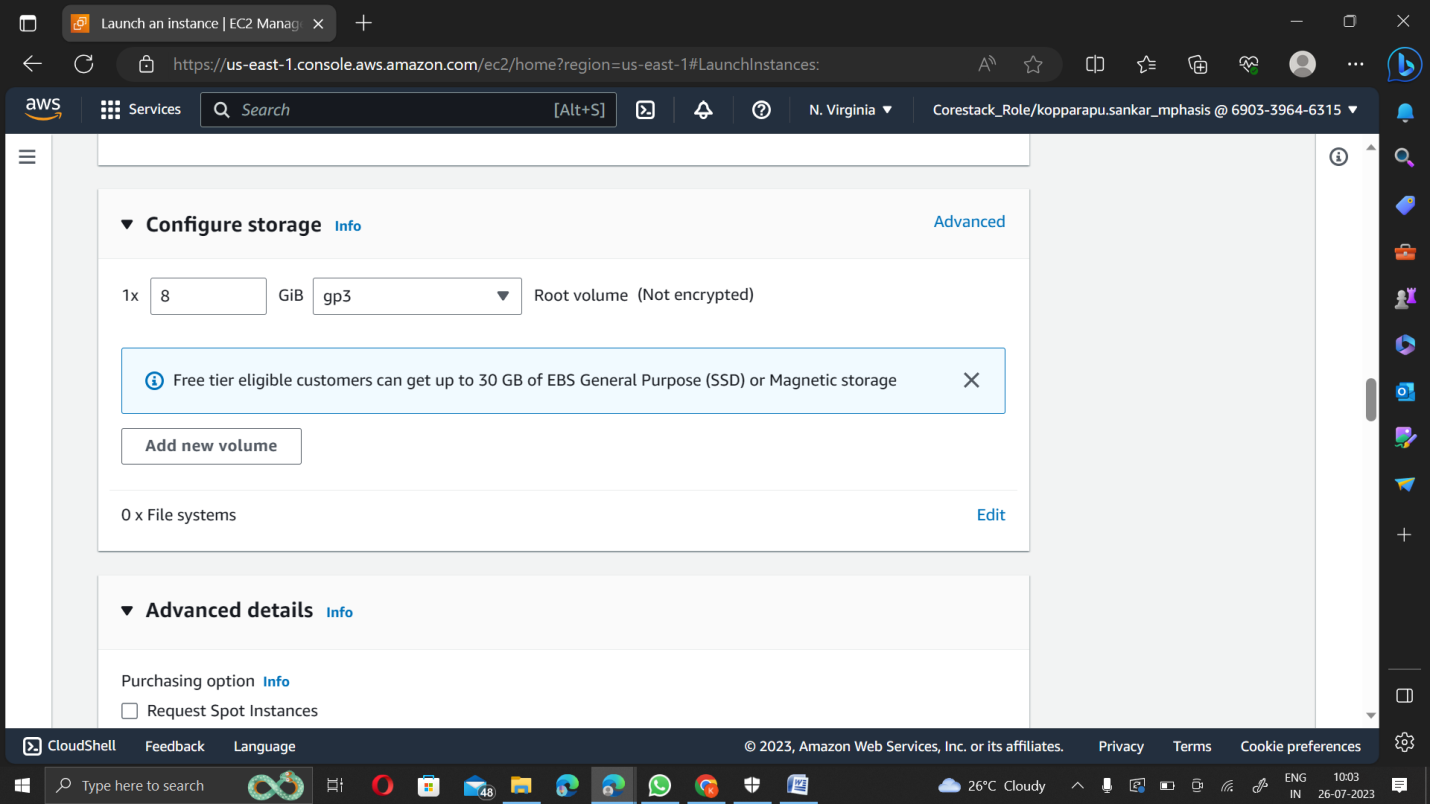 Launch an instance | EC2 Manag
https://us-east-1.console.aws.amazon.com/ec2/home?region=us-east-1#LaunchInstances:
aws
Services
Search
[Alt+S]
N. Virginia
Corestack_Role/kopparapu.sankar_mphasis @ 6903-3964-6315
Configure storage Info
Advanced
1x 8 GiB gp3 Root volume (Not encrypted)
Free tier eligible customers can get up to 30 GB of EBS General Purpose (SSD) or Magnetic storage
Add new volume
0 x File systems
Edit
Advanced details Info
Purchasing option Info
Request Spot Instances
CloudShell Feedback Language © 2023, Amazon Web Services, Inc. or its affiliates. Privacy Terms Cookie preferences
Type here to search
48
26°C Cloudy
ENG
IN
10:03
26-07-2023